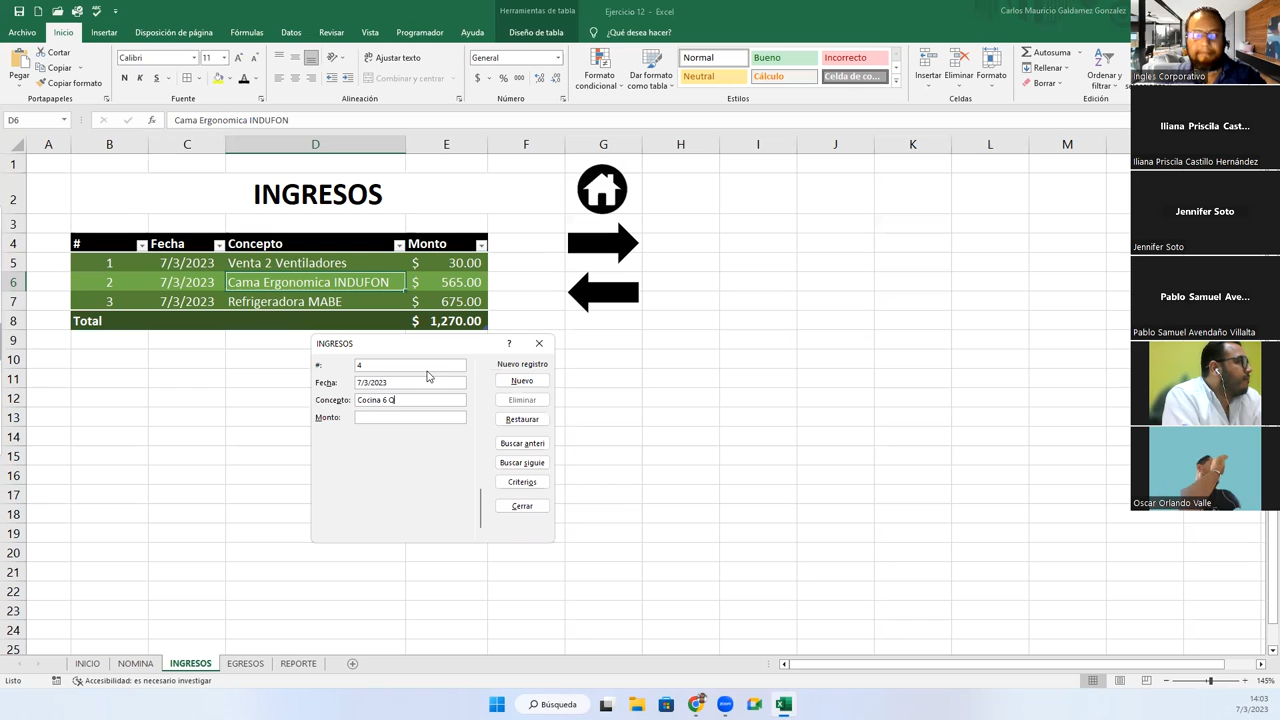 Herramientas de tabla
Ejercicio 12 - Excel
Carlos Mauricio Galdamez Gonzalez
Archivo Inicio Insertar Disposición de página Fórmulas Datos Revisar Vista Programador Ayuda Diseño de tabla ¿Qué desea hacer?
Pegar
Cortar
Copiar
Copiar formato
Portapapeles
Calibri 11
N K S
Fuente
Ajustar texto
Combinar y centrar
Alineación
General
$ % 000
Número
Formato condicional
Dar formato como tabla
Normal Bueno Incorrecto
Neutral Cálculo Celda de co...
Estilos
Insertar Eliminar Formato
Celdas
Autosuma
Rellenar
Borrar
Ordenar y filtrar
Edición
D6 fx Cama Ergonomica INDUFON
A B C D E F G H I J K L M
1
2 INGRESOS
3
4 # Fecha Concepto Monto
5 1 7/3/2023 Venta 2 Ventiladores $ 30.00
6 2 7/3/2023 Cama Ergonomica INDUFON $ 565.00
7 3 7/3/2023 Refrigeradora MABE $ 675.00
8 Total $ 1,270.00
9
10
11
12
13
14
15
16
17
18
19
20
21
22
23
24
25
INGRESOS ? ×
#: 4
Fecha: 7/3/2023
Concepto: Cocina 6 Q
Monto:
Nuevo registro
Nuevo
Eliminar
Restaurar
Buscar anteri
Buscar siguie
Criterios
Cerrar
Ingles Corporativo
Iliana Priscila Cast...
Iliana Priscila Castillo Hernández
Jennifer Soto
Jennifer Soto
Pablo Samuel Ave...
Pablo Samuel Avendaño Villalta
Oscar Orlando Valle
INICIO NOMINA INGRESOS EGRESOS REPORTE
Listo Accesibilidad: es necesario investigar 145%
Búsqueda
14:03
7/3/2023